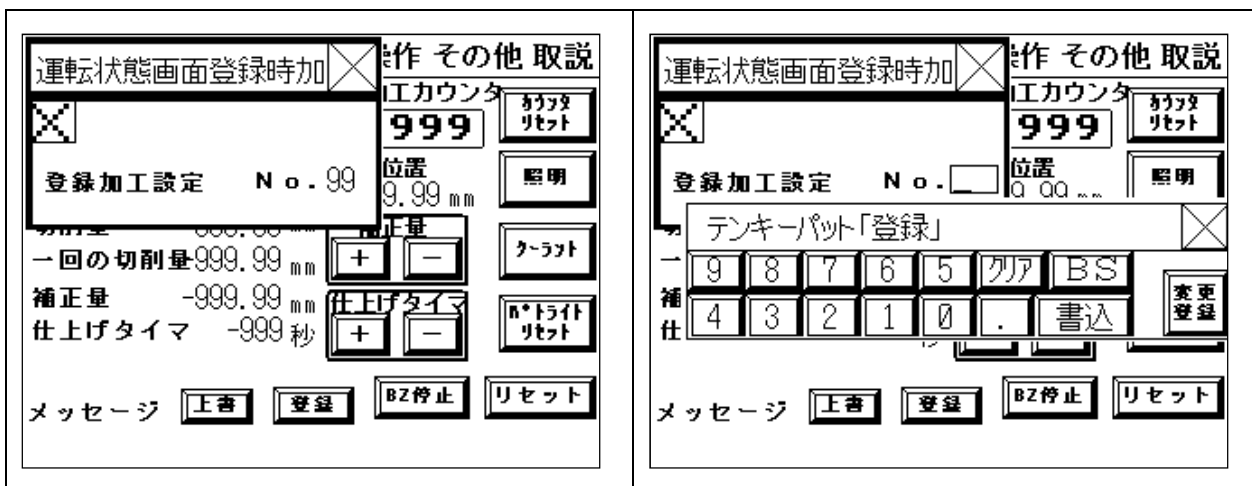 運転状態画面登録時加
操作 その他 取説
工カウンタ
999
カウンタ
リセット
登録加工設定 No.99
位置
9.99 mm
照明
補正量
一回の切削量999.99 mm
+ −
クーラント
補正量 -999.99 mm
仕上げタイマ
パトライト
リセット
仕上げタイマ -999 秒
+ −
メッセージ 上書 登録 BZ停止 リセット
運転状態画面登録時加
操作 その他 取説
工カウンタ
999
カウンタ
リセット
登録加工設定 No._
位置
照明
テンキーパット「登録」
一
9 8 7 6 5 クリア BS
補
変更
登録
仕
4 3 2 1 0 . 書込
メッセージ 上書 登録 BZ停止 リセット